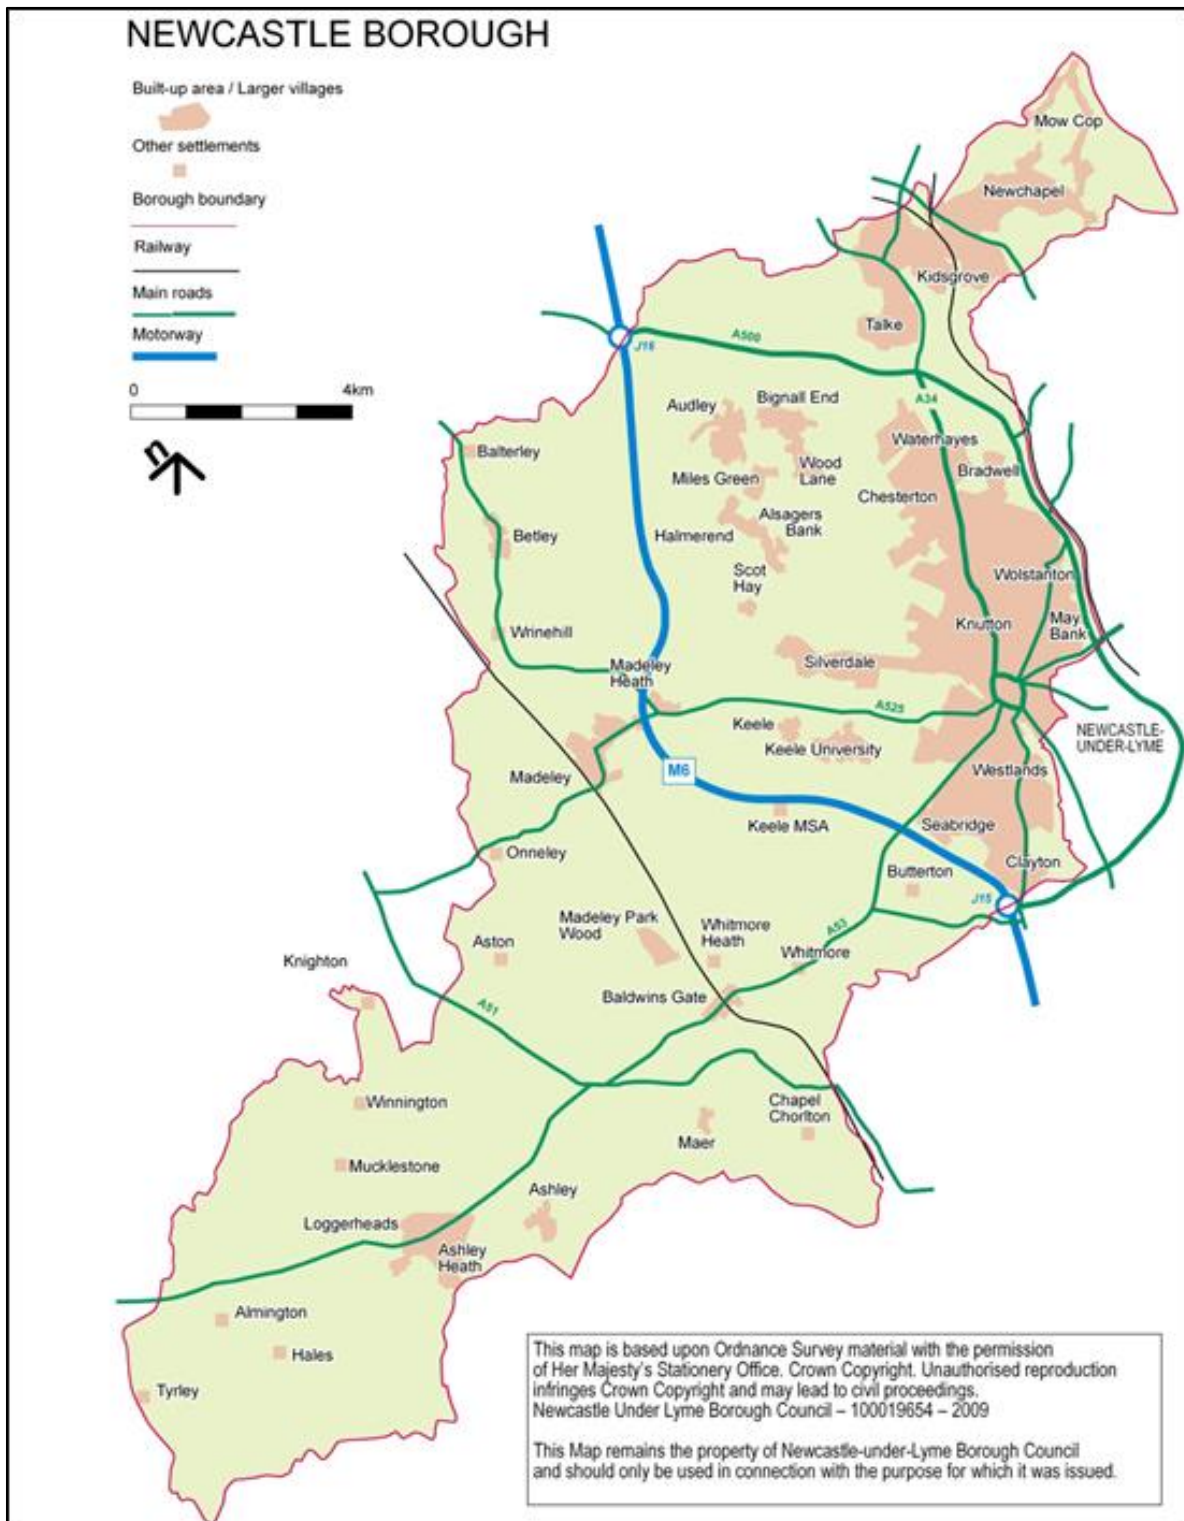 NEWCASTLE BOROUGH
Built-up area / Larger villages
Other settlements
Borough boundary
Railway
Main roads
Motorway
0 4km
n
Mow Cop
Newchapel
Kidsgrove
Talke
J16
A500
A34
Audley
Bignall End
Waterhayes
Balterley
Wood
Lane
Bradwell
Miles Green
Chesterton
Alsagers
Bank
Betley
Halmerend
Scot
Hay
Wolstanton
Wrinehill
Knutton
May
Bank
Madeley
Heath
Silverdale
A525
Keele
NEWCASTLE-
UNDER-LYME
Keele University
Madeley
M6
Westlands
Keele MSA
Seabridge
Onneley
Butterton
Clayton
J15
Madeley Park
Wood
Whitmore
Heath
A53
Aston
Whitmore
Knighton
Baldwins Gate
A51
Winnington
Chapel
Chorlton
Maer
Mucklestone
Ashley
Loggerheads
Ashley
Heath
Almington
Hales
Tyrley
This map is based upon Ordnance Survey material with the permission
of Her Majesty's Stationery Office. Crown Copyright. Unauthorised reproduction
infringes Crown Copyright and may lead to civil proceedings.
Newcastle Under Lyme Borough Council – 100019654 – 2009
This Map remains the property of Newcastle-under-Lyme Borough Council
and should only be used in connection with the purpose for which it was issued.